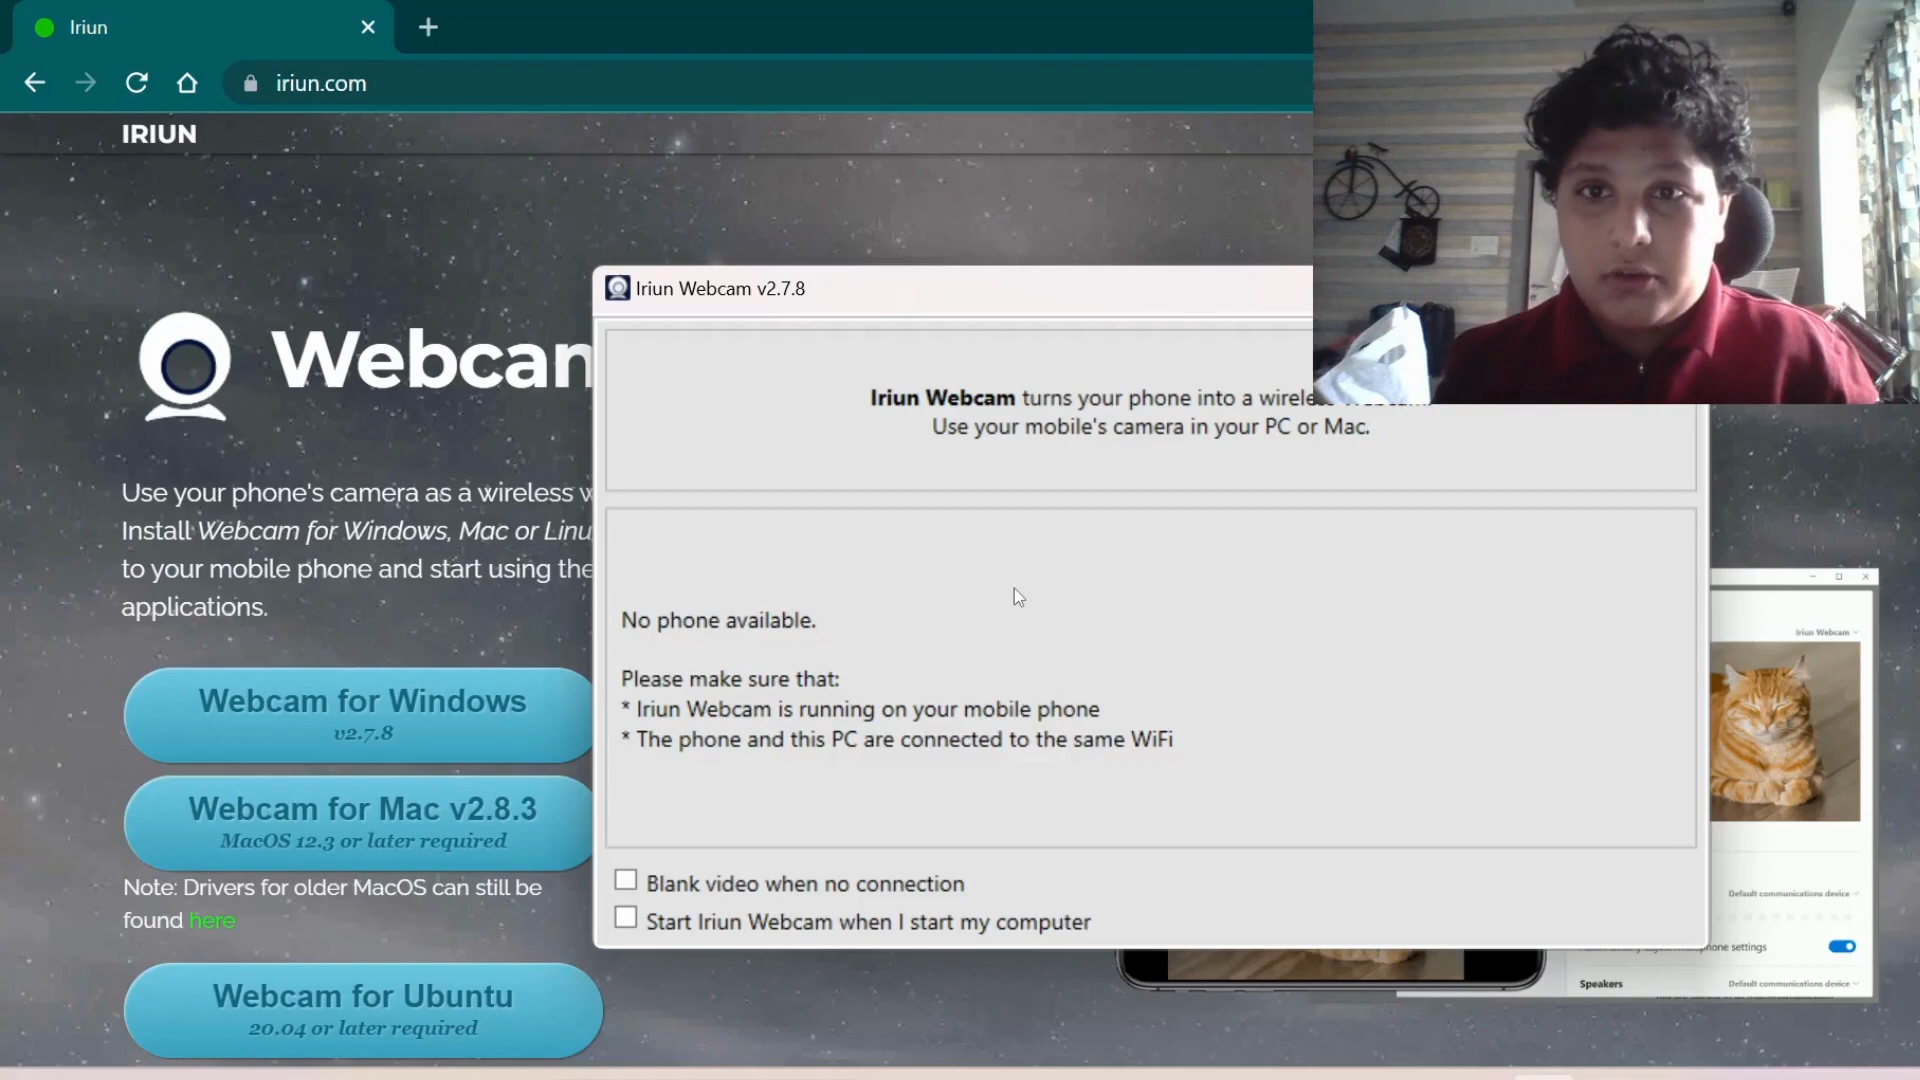 Iriun
iriun.com
IRIUN
Webcam
Use your phone's camera as a wireless w
Install Webcam for Windows, Mac or Linu
to your mobile phone and start using the
applications.
Webcam for Windows
v2.7.8
Webcam for Mac v2.8.3
MacOS 12.3 or later required
Note: Drivers for older MacOS can still be
found here
Webcam for Ubuntu
20.04 or later required
Iriun Webcam v2.7.8
Iriun Webcam turns your phone into a wireless
Use your mobile's camera in your PC or Mac.
No phone available.
Please make sure that:
* Iriun Webcam is running on your mobile phone
* The phone and this PC are connected to the same WiFi
Blank video when no connection
Start Iriun Webcam when I start my computer
Iriun Webcam
Default communications device
settings
Speakers
Default communications device